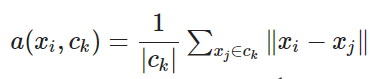 a(x_i, c_k) = \frac{1}{|c_k|} \sum_{x_j \in c_k} \|x_i - x_j\|